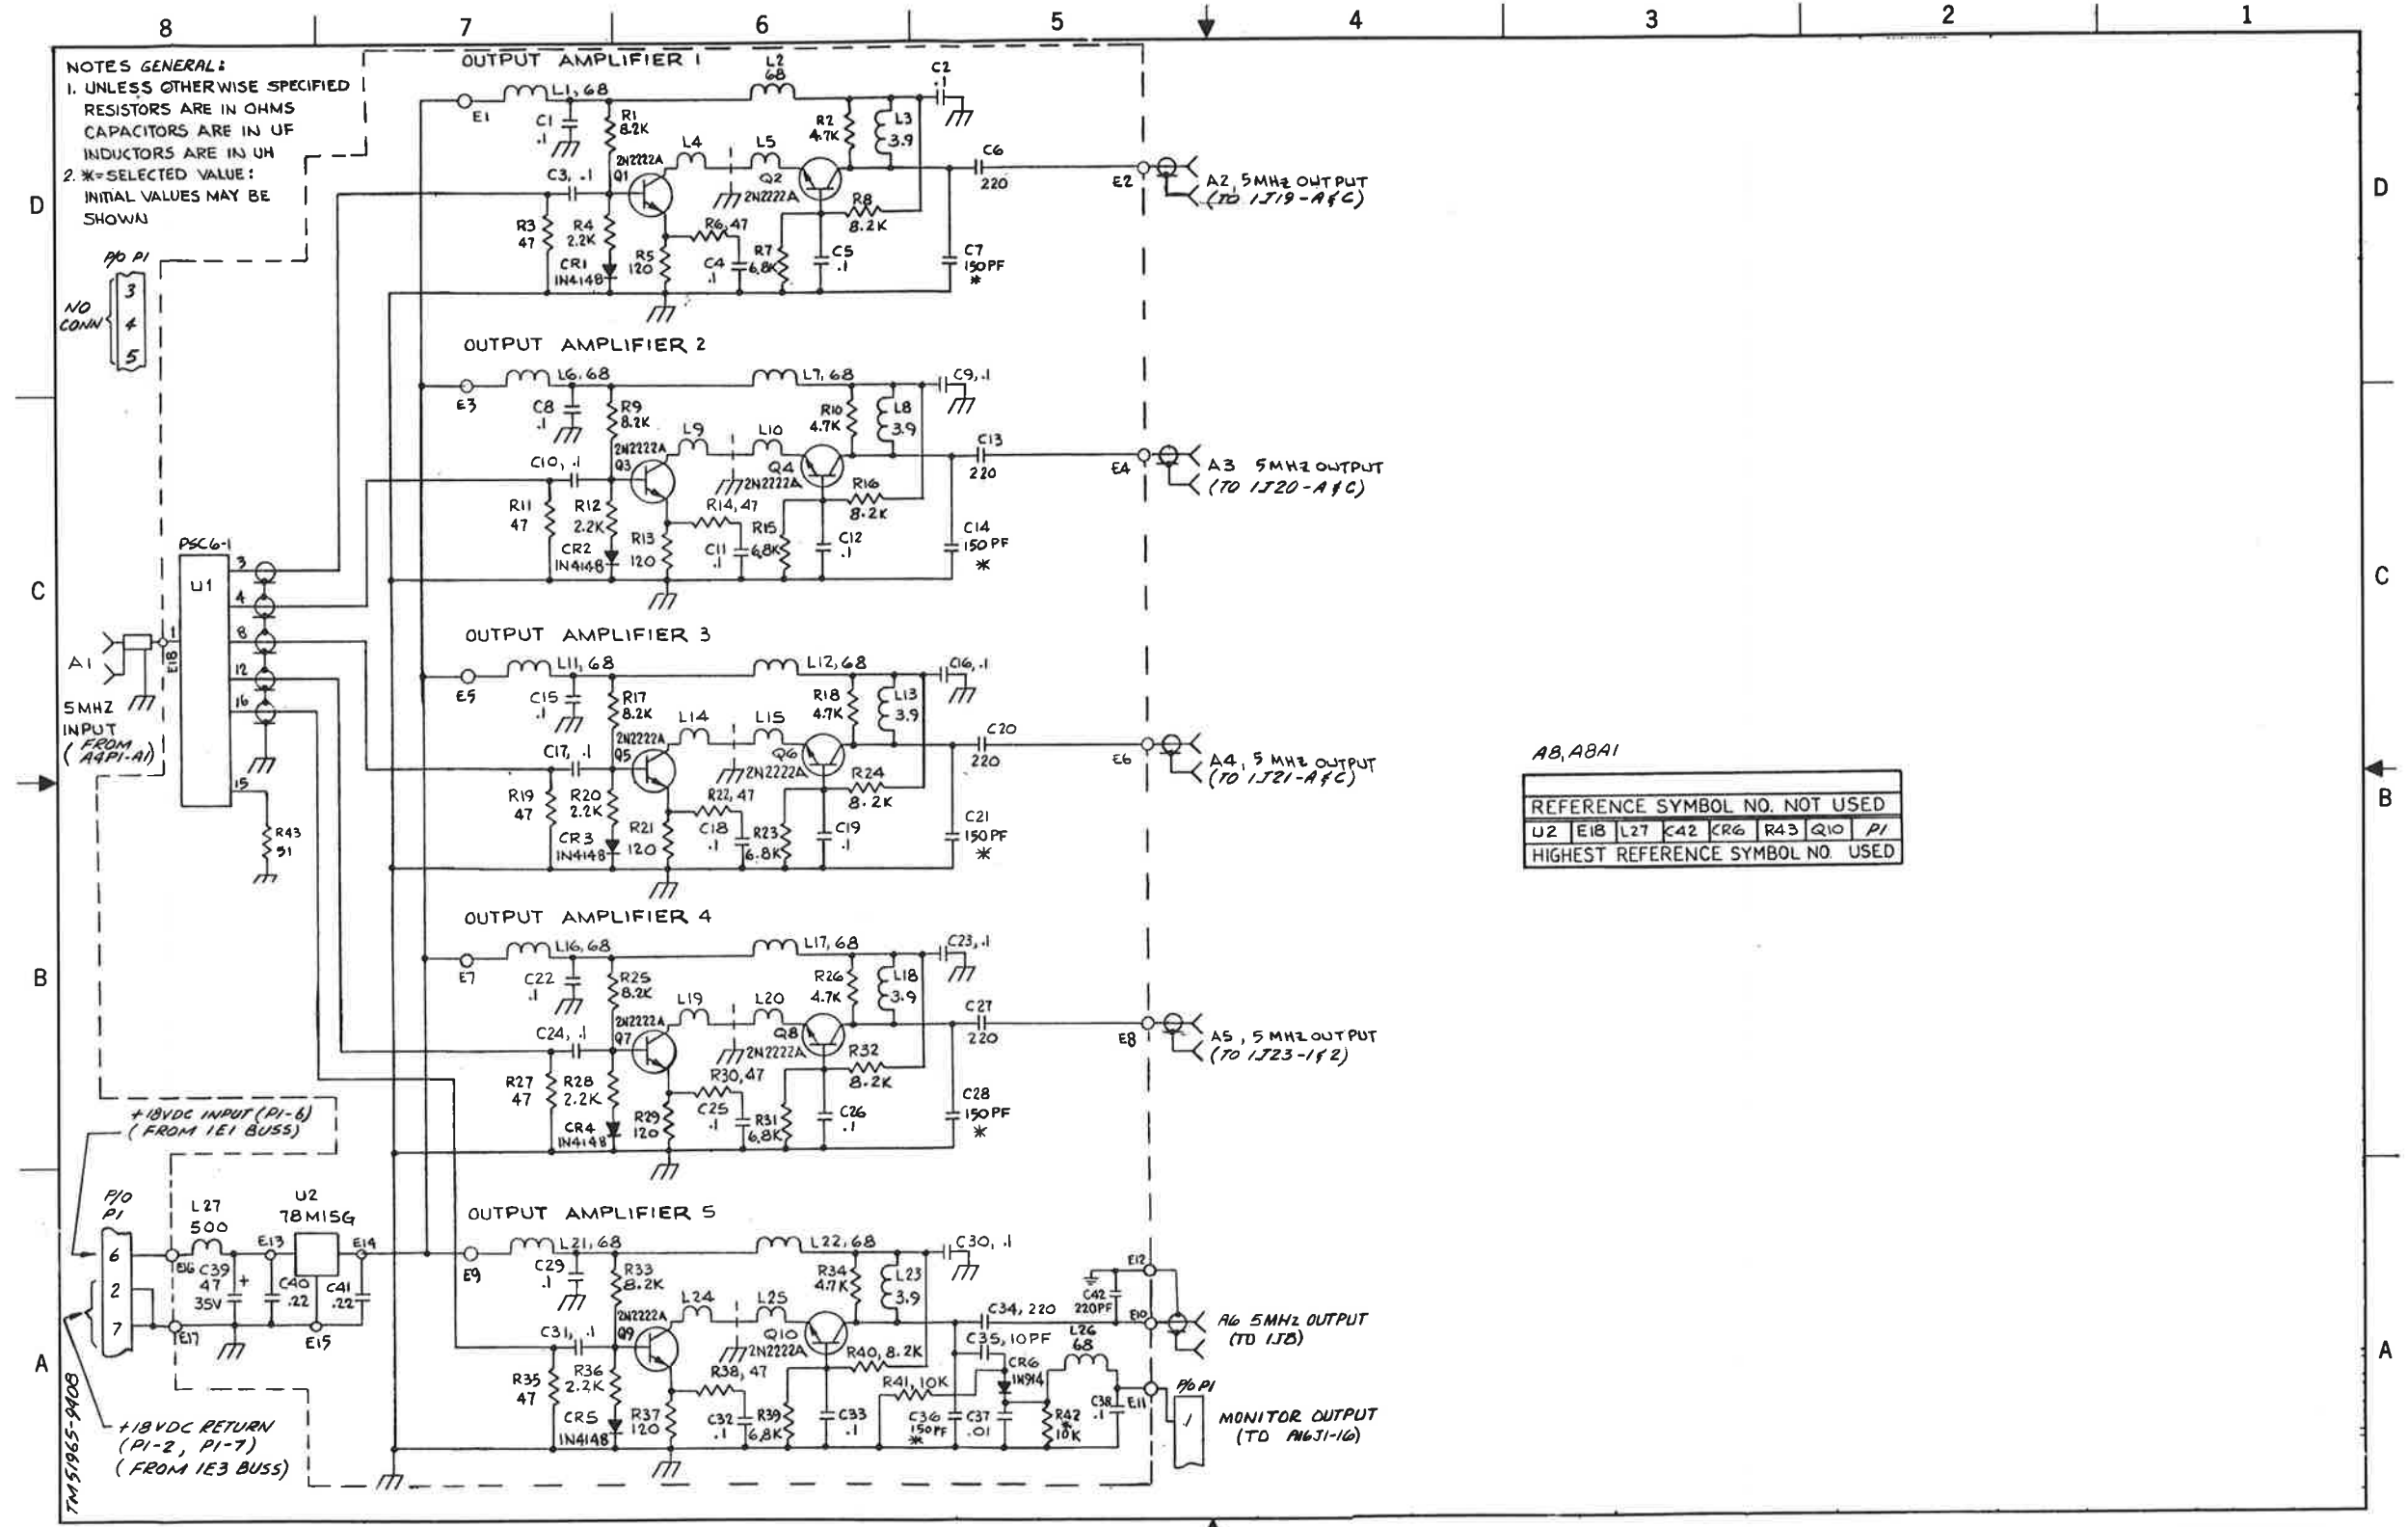 8 7 6 5 4 3 2 1
D
C
B
A
D
C
B
A
NOTES GENERAL:
1. UNLESS OTHERWISE SPECIFIED
RESISTORS ARE IN OHMS
CAPACITORS ARE IN UF
INDUCTORS ARE IN UH
2. *=SELECTED VALUE:
INITIAL VALUES MAY BE
SHOWN
P/O P1
NO
CONN
3
4
5
OUTPUT AMPLIFIER 1
E1
L1, 68
L2
68
C2
.1
C1
.1
R1
8.2K
R2
4.7K
L3
3.9
2N2222A
Q1
L4
L5
Q2
2N2222A
C3, .1
C6
220
E2
A2, 5MHz OUTPUT
(TO 1J19-A&C)
R3
47
R4
2.2K
CR1
1N4148
R5
120
R6, 47
C4
.1
R7
6.8K
C5
.1
R8
8.2K
C7
150PF
*
OUTPUT AMPLIFIER 2
E3
L6, 68
L7, 68
C9, .1
C8
.1
R9
8.2K
R10
4.7K
L8
3.9
2N2222A
Q3
L9
L10
Q4
2N2222A
C10, .1
C13
220
E4
A3 5MHz OUTPUT
(TO 1J20-A&C)
R11
47
R12
2.2K
CR2
1N4148
R13
120
R14, 47
C11
.1
R15
6.8K
C12
.1
R16
8.2K
C14
150PF
*
PSC6-1
U1
1
3
4
8
12
16
15
E18
A1
5MHZ
INPUT
(FROM
A4P1-A1)
R43
51
OUTPUT AMPLIFIER 3
E5
L11, 68
L12, 68
C16, .1
C15
.1
R17
8.2K
R18
4.7K
L13
3.9
2N2222A
Q5
L14
L15
Q6
2N2222A
C17, .1
C20
220
E6
A4, 5 MHz OUTPUT
(TO 1J21-A&C)
R19
47
R20
2.2K
CR3
1N4148
R21
120
R22, 47
C18
.1
R23
6.8K
C19
.1
R24
8.2K
C21
150PF
*
A8, A8A1
REFERENCE SYMBOL NO. NOT USED
U2 E18 L27 C42 CR6 R43 Q10 P1
HIGHEST REFERENCE SYMBOL NO. USED
OUTPUT AMPLIFIER 4
E7
L16, 68
L17, 68
C23, .1
C22
.1
R25
8.2K
R26
4.7K
L18
3.9
2N2222A
Q7
L19
L20
Q8
2N2222A
C24, .1
C27
220
E8
A5, 5 MHz OUTPUT
(TO 1J23-1&2)
R27
47
R28
2.2K
CR4
1N4148
R29
120
R30, 47
C25
.1
R31
6.8K
C26
.1
R32
8.2K
C28
150PF
*
+18VDC INPUT (P1-6)
(FROM 1E1 BUSS)
P/O
P1
6
2
7
L27
500
U2
78M15G
E16
E13
E14
C39
47
35V
+
C40
.22
C41
.22
E17
E15
+18VDC RETURN
(P1-2, P1-7)
(FROM 1E3 BUSS)
TM51965-9408
OUTPUT AMPLIFIER 5
E9
L21, 68
L22, 68
C30, .1
C29
.1
R33
8.2K
R34
4.7K
L23
3.9
2N2222A
Q9
L24
L25
Q10
2N2222A
C31, .1
C34, 220
C35, 10PF
R35
47
R36
2.2K
CR5
1N4148
R37
120
R38, 47
C32
.1
R39
6.8K
C33
.1
R40, 8.2K
R41, 10K
C36
150PF
*
C37
.01
CR6
1N914
R42
*
10K
L26
68
C38
.1
C42
220PF
E12
E10
E11
A6 5MHz OUTPUT
(TO 1J8)
P/O P1
1
MONITOR OUTPUT
(TO A16J1-16)